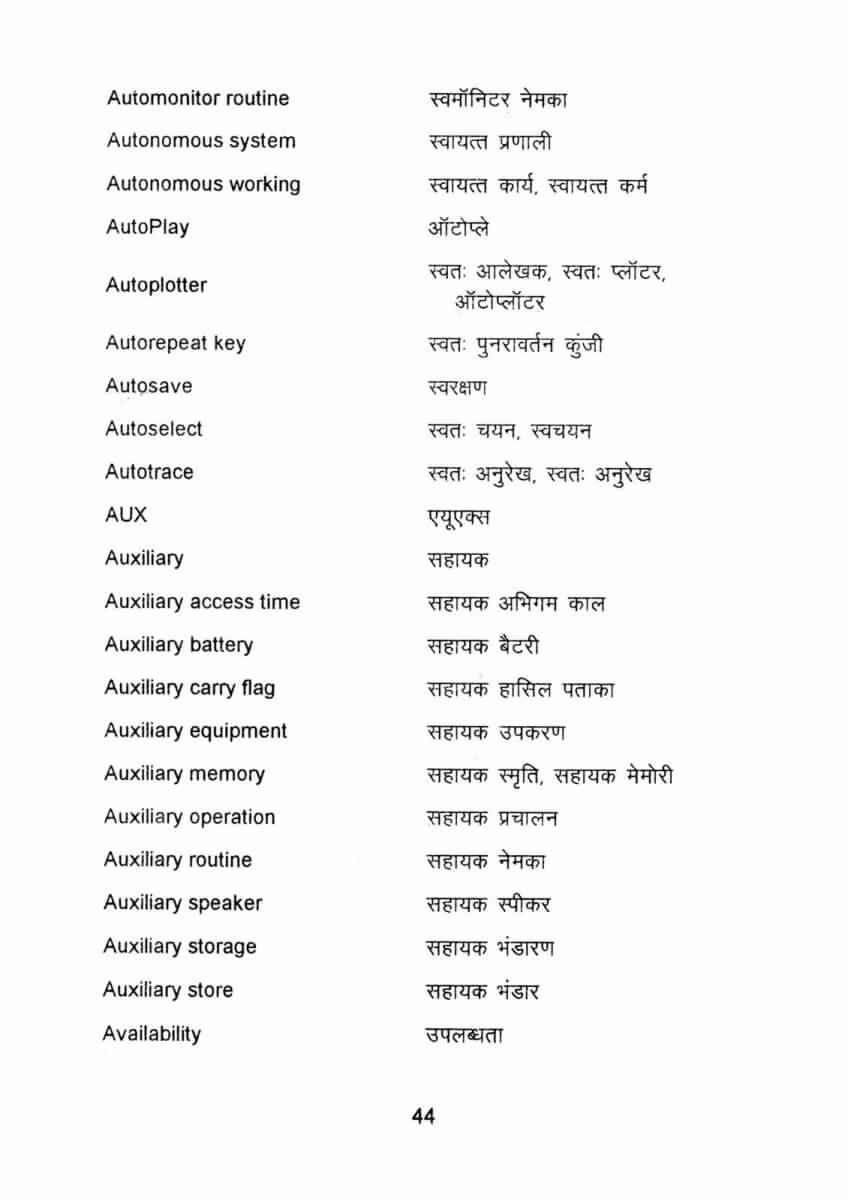 Automonitor routine स्वमॉनिटर नेमका
Autonomous system स्वायत्त प्रणाली
Autonomous working स्वायत्त कार्य, स्वायत्त कर्म
AutoPlay ऑटोप्ले
Autoplotter स्वतः आलेखक, स्वतः प्लॉटर,
ऑटोप्लॉटर
Autorepeat key स्वतः पुनरावर्तन कुंजी
Autosave स्वरक्षण
Autoselect स्वतः चयन, स्वचयन
Autotrace स्वतः अनुरेख, स्वतः अनुरेख
AUX एयूएक्स
Auxiliary सहायक
Auxiliary access time सहायक अभिगम काल
Auxiliary battery सहायक बैटरी
Auxiliary carry flag सहायक हासिल पताका
Auxiliary equipment सहायक उपकरण
Auxiliary memory सहायक स्मृति, सहायक मेमोरी
Auxiliary operation सहायक प्रचालन
Auxiliary routine सहायक नेमका
Auxiliary speaker सहायक स्पीकर
Auxiliary storage सहायक भंडारण
Auxiliary store सहायक भंडार
Availability उपलब्धता
44